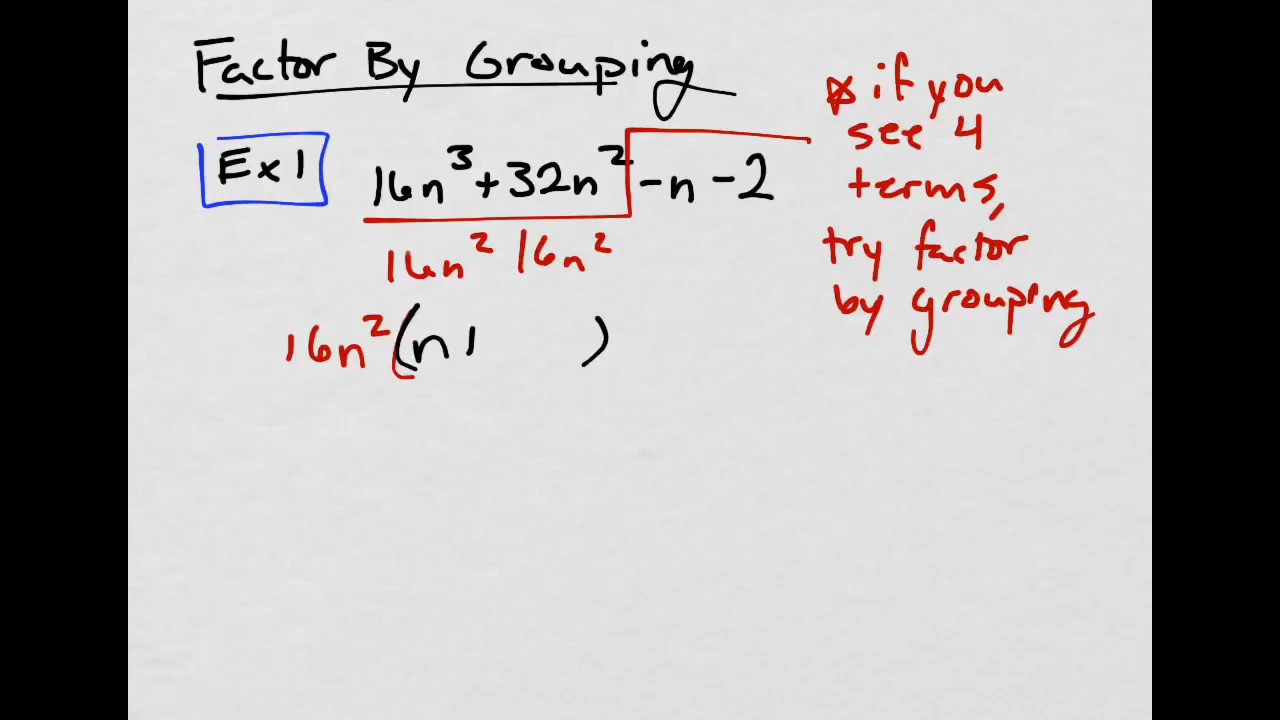 Factor By Grouping
Ex 1
16n³+32n²-n-2
16n² 16n²
16n²(n ı )
* if you
see 4
terms,
try factor
by grouping